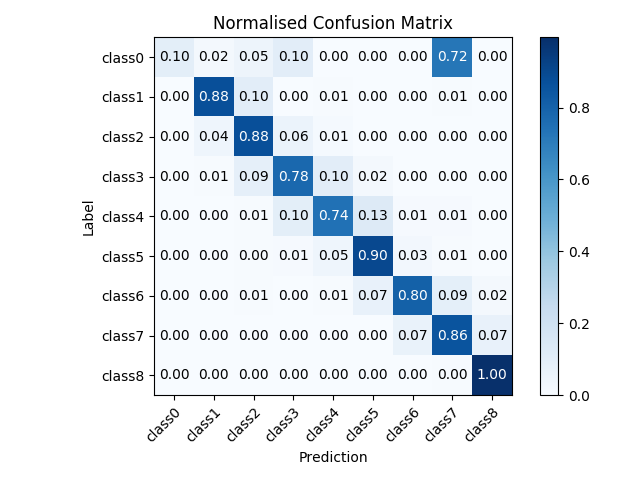 Normalised Confusion Matrix
class0 0.10 0.02 0.05 0.10 0.00 0.00 0.00 0.72 0.00
class1 0.00 0.88 0.10 0.00 0.01 0.00 0.00 0.01 0.00
class2 0.00 0.04 0.88 0.06 0.01 0.00 0.00 0.00 0.00
class3 0.00 0.01 0.09 0.78 0.10 0.02 0.00 0.00 0.00
class4 0.00 0.00 0.01 0.10 0.74 0.13 0.01 0.01 0.00
class5 0.00 0.00 0.00 0.01 0.05 0.90 0.03 0.01 0.00
class6 0.00 0.00 0.01 0.00 0.01 0.07 0.80 0.09 0.02
class7 0.00 0.00 0.00 0.00 0.00 0.00 0.07 0.86 0.07
class8 0.00 0.00 0.00 0.00 0.00 0.00 0.00 0.00 1.00
class0 class1 class2 class3 class4 class5 class6 class7 class8
Prediction
Label
0.8
0.6
0.4
0.2
0.0